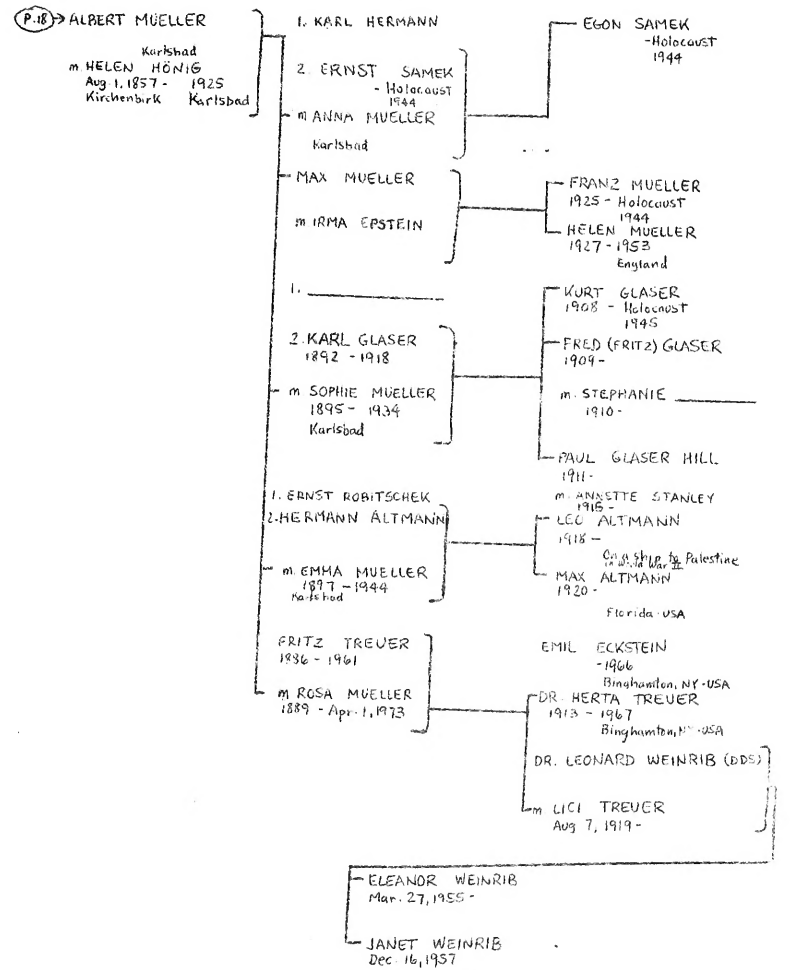 P.18 → ALBERT MUELLER
Karlsbad
m. HELEN HÖNIG
Aug. 1, 1857 - 1925
Kirchenbirk Karlsbad
1. KARL HERMANN
2. ERNST SAMEK
- Holocaust
1944
m ANNA MUELLER
Karlsbad
EGON SAMEK
- Holocaust
1944
MAX MUELLER
m IRMA EPSTEIN
FRANZ MUELLER
1925 - Holocaust
1944
HELEN MUELLER
1927 - 1953
England
1. ______
2. KARL GLASER
1892 - 1918
m SOPHIE MUELLER
1895 - 1934
Karlsbad
KURT GLASER
1908 - Holocaust
1945
FRED (FRITZ) GLASER
1909 -
m. STEPHANIE ______
1910 -
PAUL GLASER HILL
1911 -
m. ANNETTE STANLEY
1915 -
1. ERNST ROBITSCHEK
2. HERMANN ALTMANN
m. EMMA MUELLER
1897 - 1944
Karlsbad
LEO ALTMANN
1918 -
On a ship to Palestine
in World War II
MAX ALTMANN
1920 -
Florida - USA
FRITZ TREUER
1886 - 1961
m ROSA MUELLER
1889 - Apr. 1, 1973
EMIL ECKSTEIN
- 1966
Binghamton, NY - USA
DR. HERTA TREUER
1913 - 1967
Binghamton, NY - USA
DR. LEONARD WEINRIB (DDS)
m LICI TREUER
Aug 7, 1919 -
ELEANOR WEINRIB
Mar. 27, 1955 -
JANET WEINRIB
Dec. 16, 1957